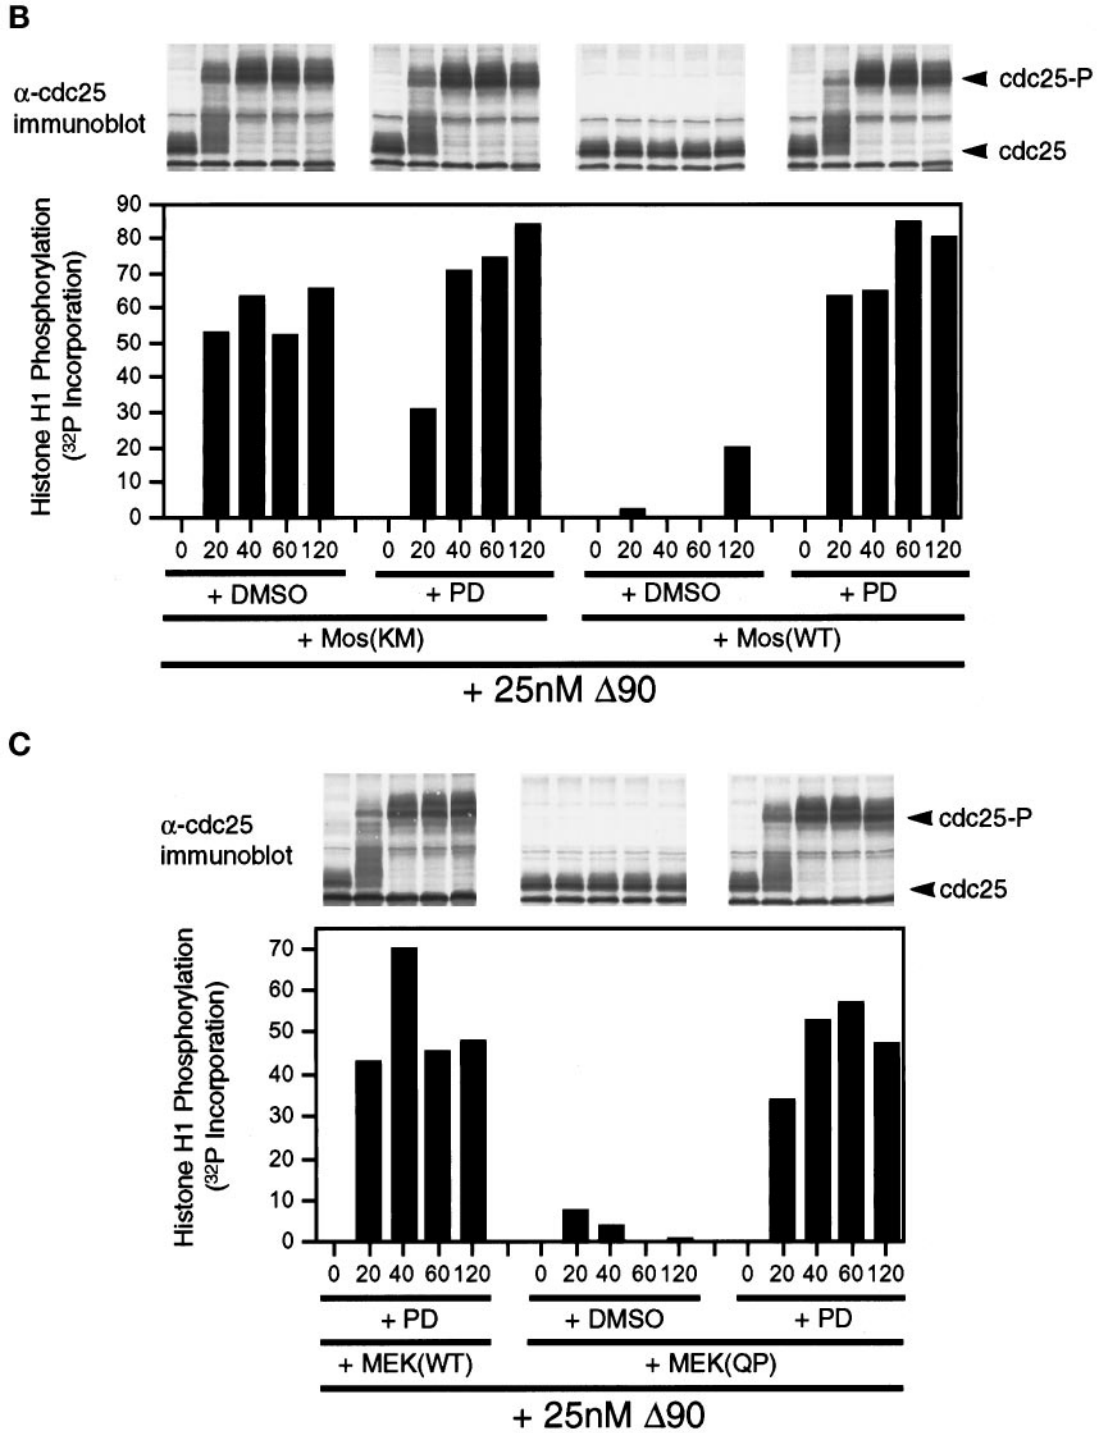 B
α-cdc25
immunoblot
cdc25-P
cdc25
Histone H1 Phosphorylation
(³²P Incorporation)
90
80
70
60
50
40
30
20
10
0
0 20 40 60 120 0 20 40 60 120 0 20 40 60 120 0 20 40 60 120
+ DMSO + PD + DMSO + PD
+ Mos(KM) + Mos(WT)
+ 25nM Δ90
C
α-cdc25
immunoblot
cdc25-P
cdc25
Histone H1 Phosphorylation
(³²P Incorporation)
70
60
50
40
30
20
10
0
0 20 40 60 120 0 20 40 60 120 0 20 40 60 120
+ PD + DMSO + PD
+ MEK(WT) + MEK(QP)
+ 25nM Δ90